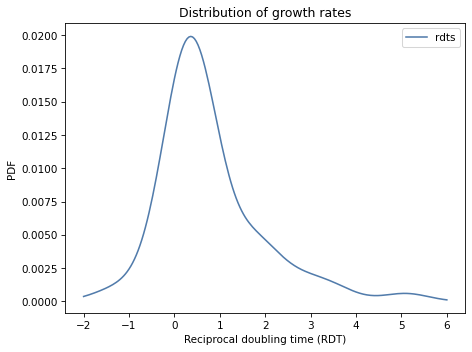 Distribution of growth rates
rdts
PDF
0.0200
0.0175
0.0150
0.0125
0.0100
0.0075
0.0050
0.0025
0.0000
−2 −1 0 1 2 3 4 5 6
Reciprocal doubling time (RDT)